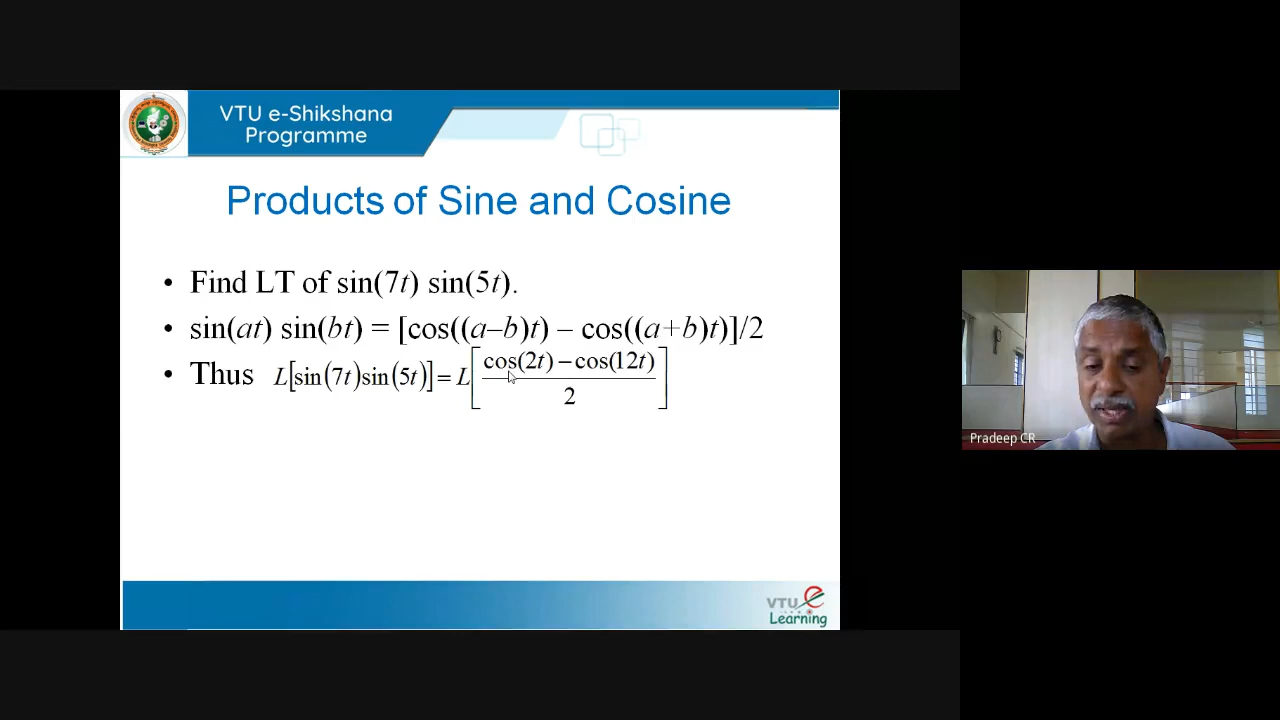 VTU e-Shikshana
Programme
Products of Sine and Cosine
• Find LT of sin(7t) sin(5t).
• sin(at) sin(bt) = [cos((a–b)t) – cos((a+b)t)]/2
• Thus L[sin(7t)sin(5t)] = L[(cos(2t) – cos(12t))/2]
Pradeep CR
VTU e
Learning